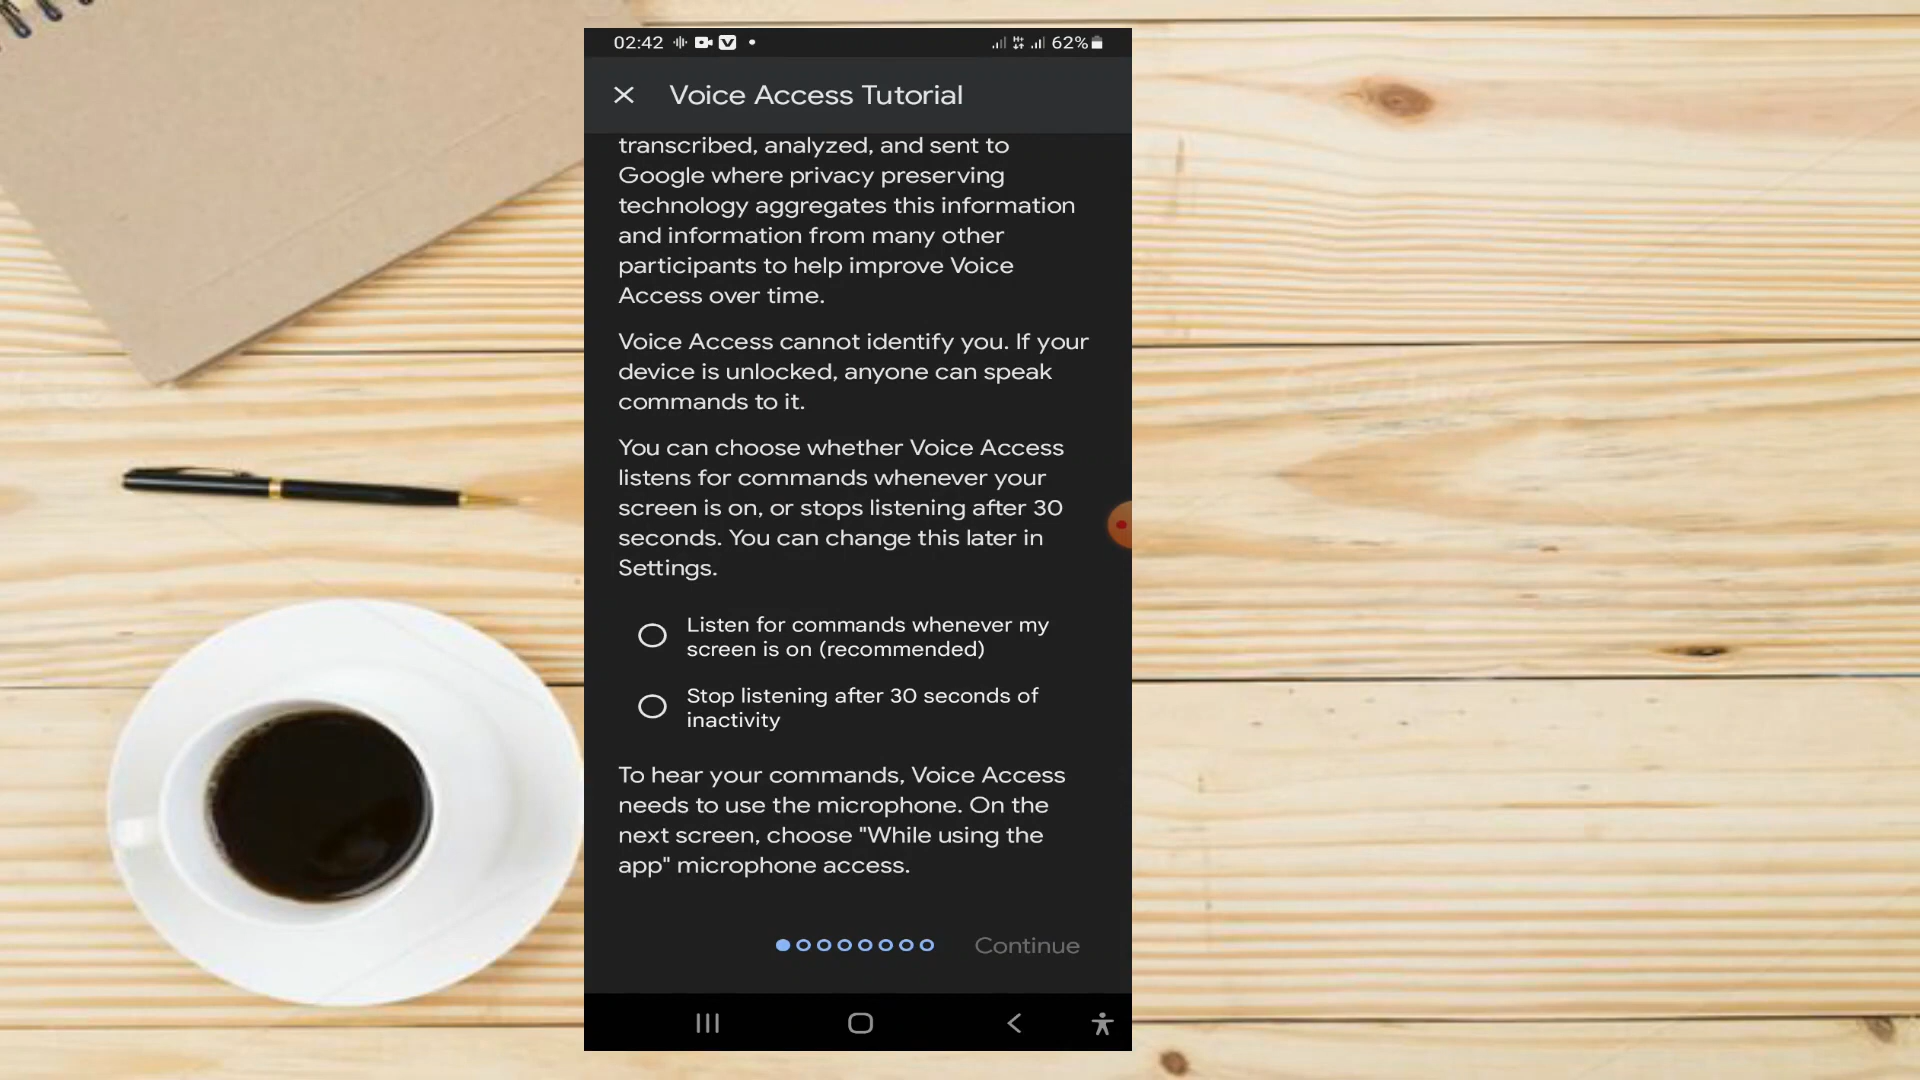 02:42
62%
Voice Access Tutorial
transcribed, analyzed, and sent to
Google where privacy preserving
technology aggregates this information
and information from many other
participants to help improve Voice
Access over time.
Voice Access cannot identify you. If your
device is unlocked, anyone can speak
commands to it.
You can choose whether Voice Access
listens for commands whenever your
screen is on, or stops listening after 30
seconds. You can change this later in
Settings.
Listen for commands whenever my
screen is on (recommended)
Stop listening after 30 seconds of
inactivity
To hear your commands, Voice Access
needs to use the microphone. On the
next screen, choose "While using the
app" microphone access.
Continue